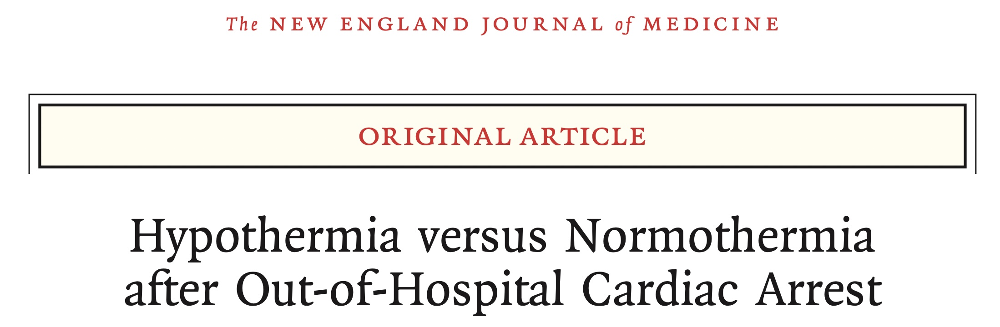 The NEW ENGLAND JOURNAL of MEDICINE
ORIGINAL ARTICLE
Hypothermia versus Normothermia
after Out-of-Hospital Cardiac Arrest